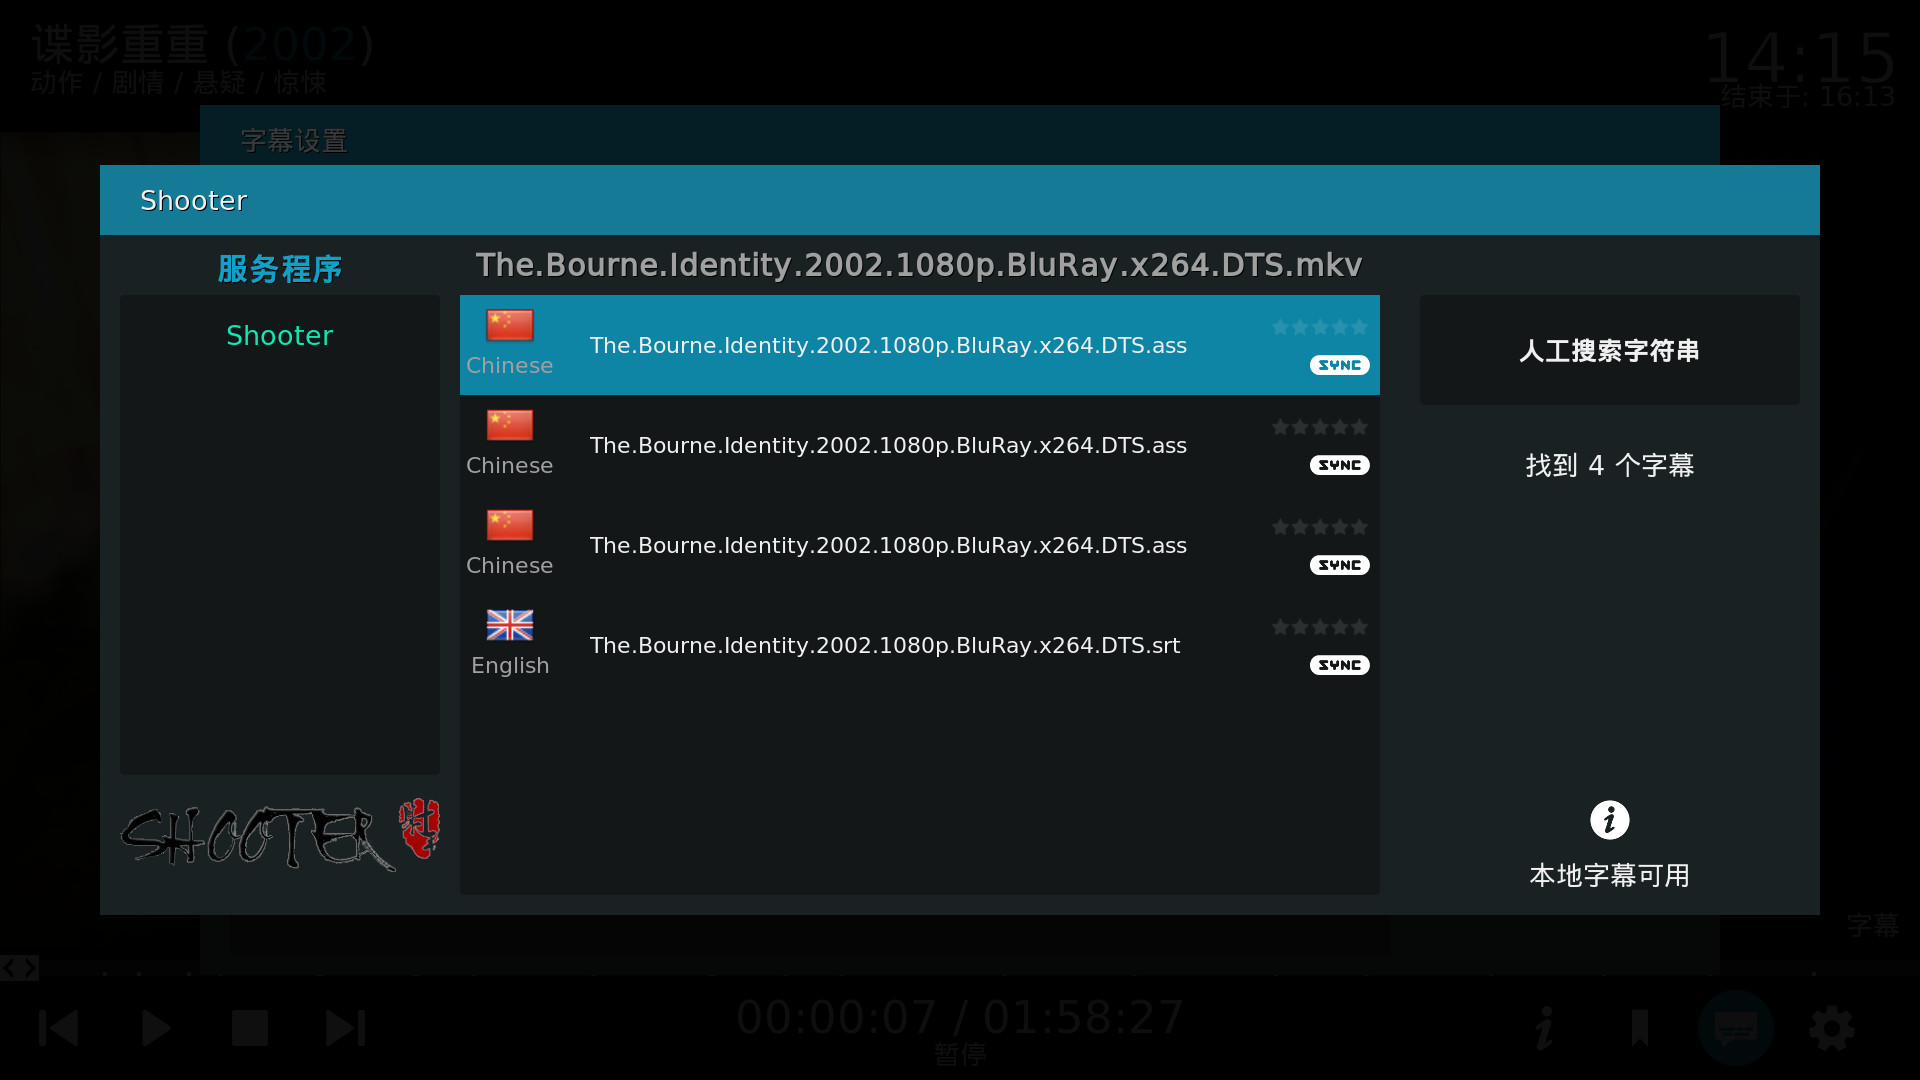 谍影重重 (2002)
动作 / 剧情 / 悬疑 / 惊悚
14:15
结束于: 16:13
字幕设置
Shooter
服务程序
Shooter
SHOOTER
The.Bourne.Identity.2002.1080p.BluRay.x264.DTS.mkv
Chinese
The.Bourne.Identity.2002.1080p.BluRay.x264.DTS.ass
SYNC
Chinese
The.Bourne.Identity.2002.1080p.BluRay.x264.DTS.ass
SYNC
Chinese
The.Bourne.Identity.2002.1080p.BluRay.x264.DTS.ass
SYNC
English
The.Bourne.Identity.2002.1080p.BluRay.x264.DTS.srt
SYNC
人工搜索字符串
找到 4 个字幕
本地字幕可用
字幕
00:00:07 / 01:58:27
暂停